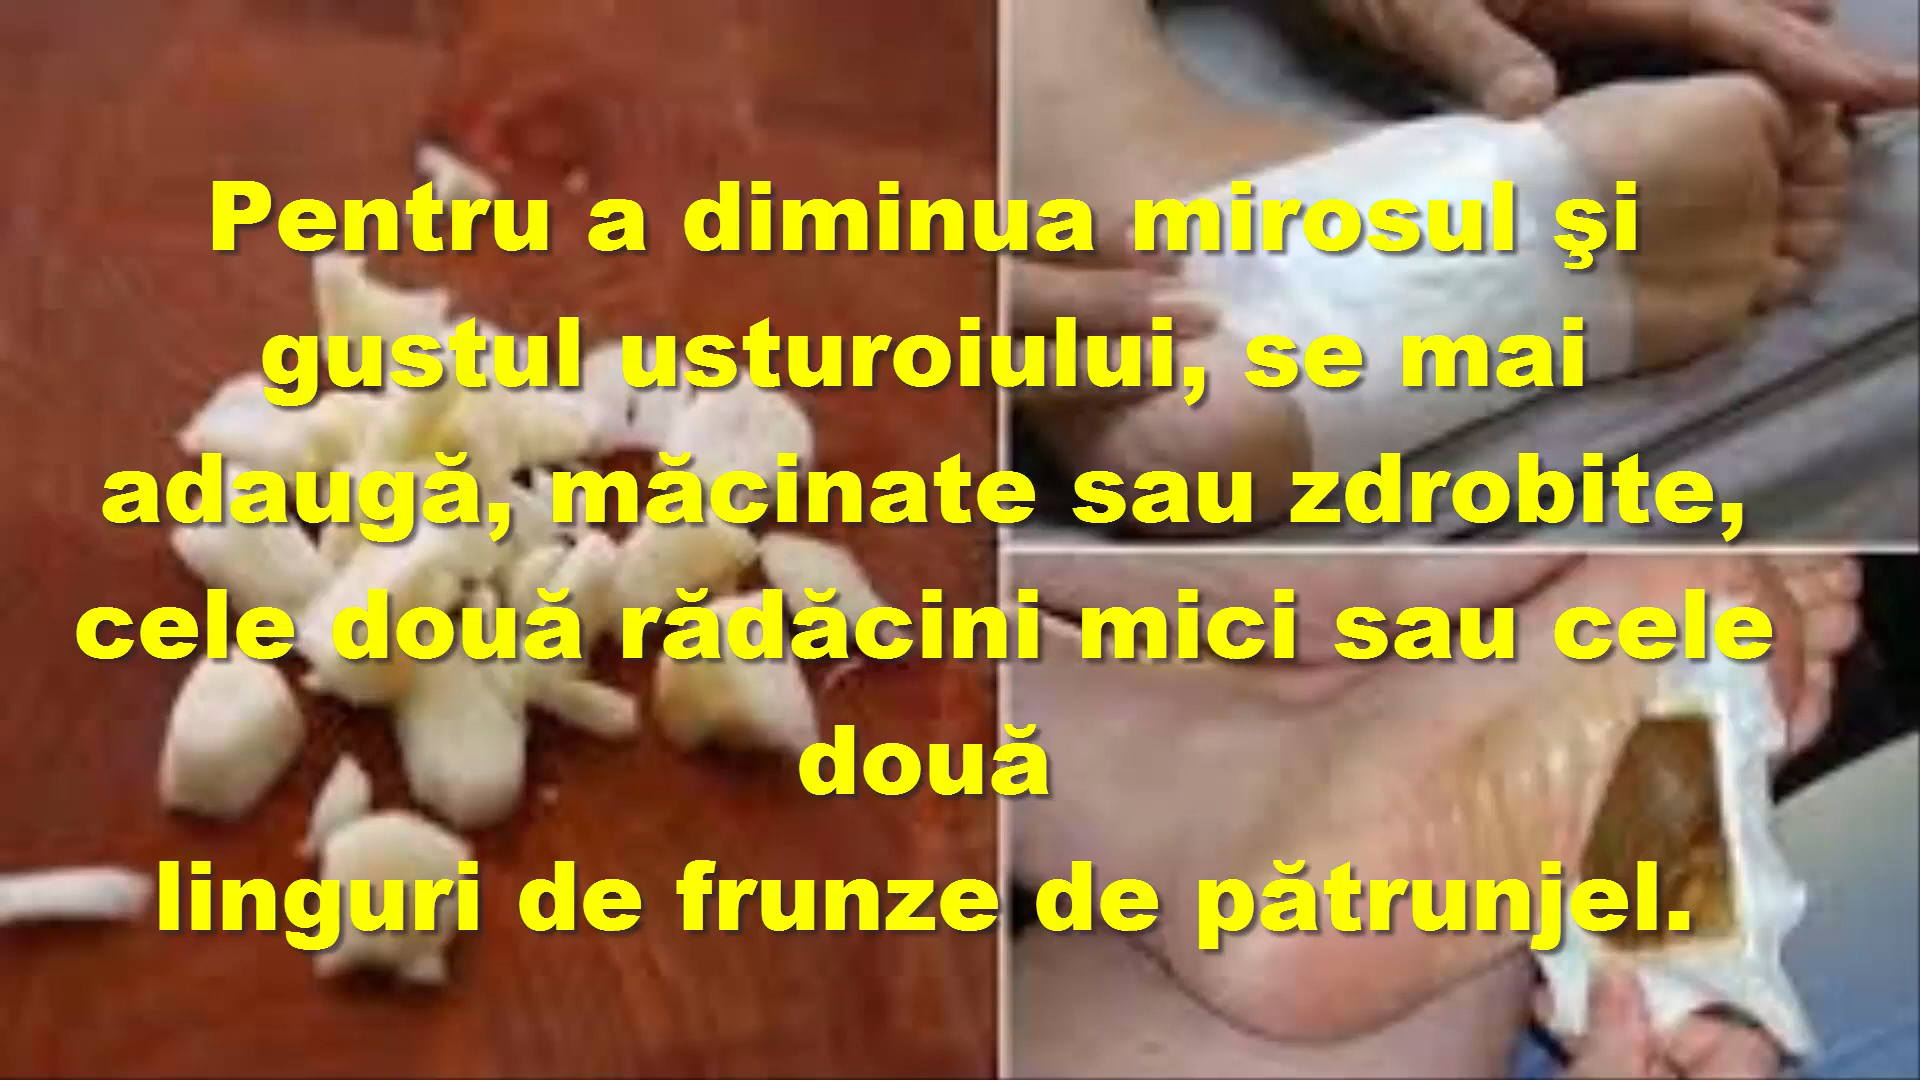 Pentru a diminua mirosul şi
gustul usturoiului, se mai
adaugă, măcinate sau zdrobite,
cele două rădăcini mici sau cele
două
linguri de frunze de pătrunjel.